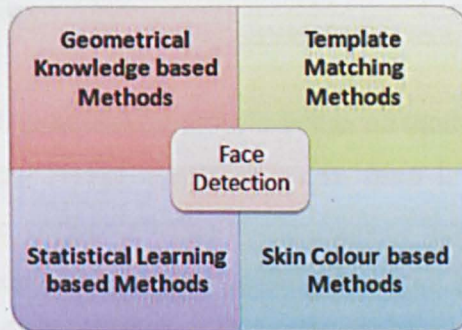 Geometrical
Knowledge based
Methods
Template
Matching
Methods
Face
Detection
Statistical Learning
based Methods
Skin Colour based
Methods